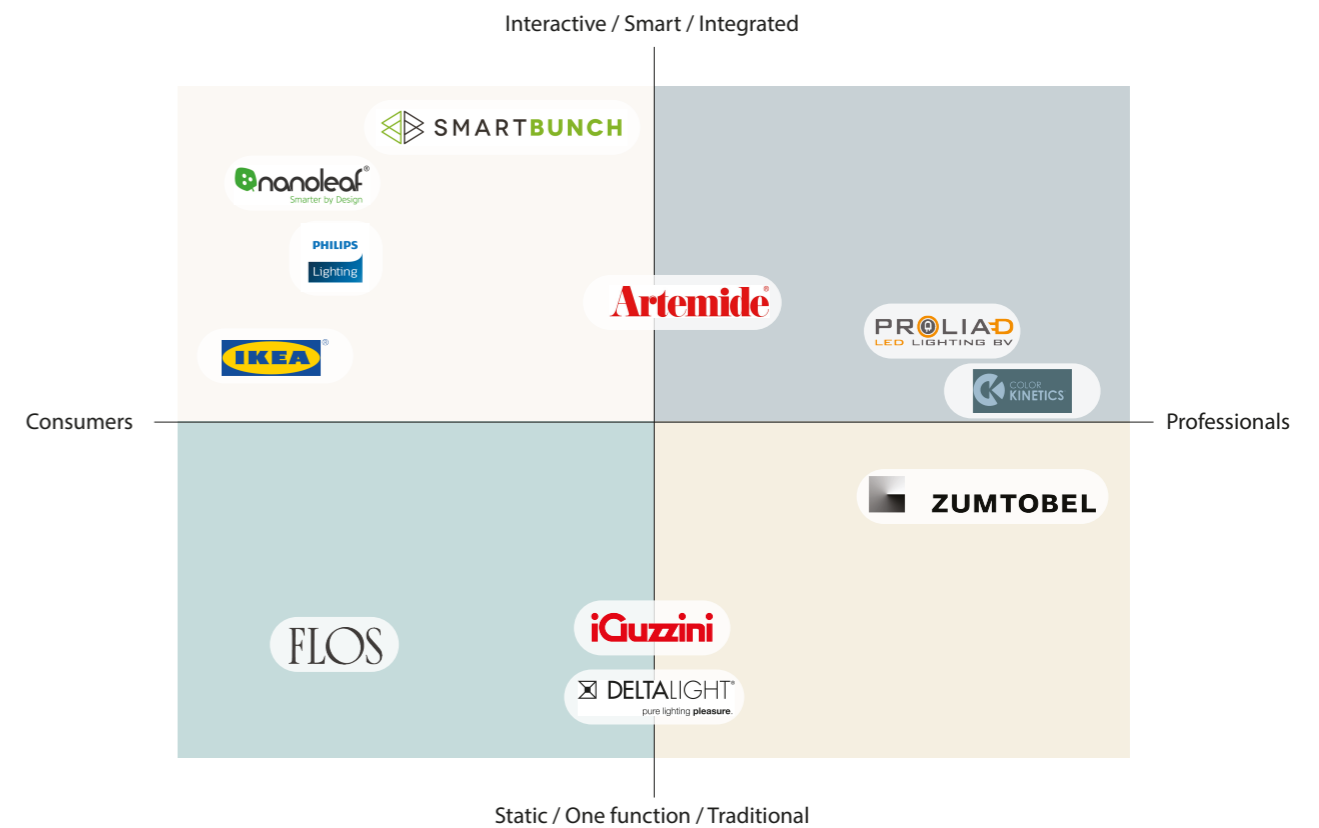 Interactive / Smart / Integrated
SMARTBUNCH
nanoleaf®
Smarter by Design
PHILIPS
Lighting
Artemide®
PROLIAD
LED LIGHTING BV
IKEA®
COLOR
KINETICS
Consumers
Professionals
ZUMTOBEL
iGuzzini
FLOS
DELTALIGHT®
pure lighting pleasure.
Static / One function / Traditional